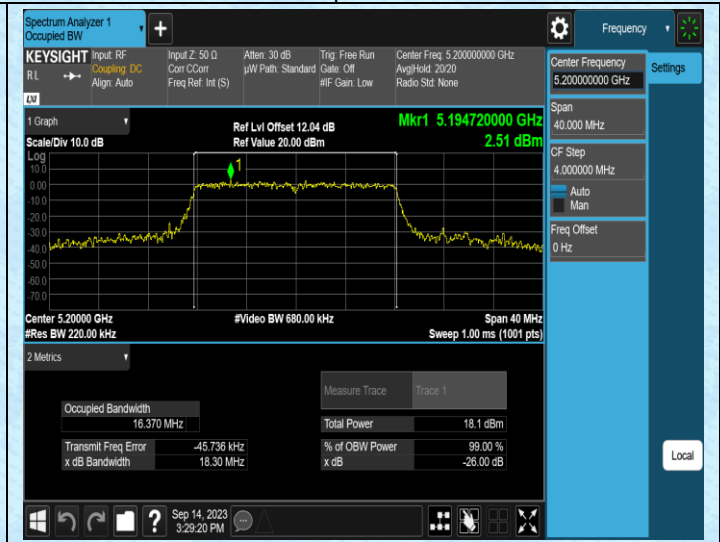 Spectrum Analyzer 1
Occupied BW
Frequency
KEYSIGHT
RL
LXI
Input: RF
Coupling: DC
Align: Auto
Input Z: 50 Ω
Corr CCorr
Freq Ref: Int (S)
Atten: 30 dB
µW Path: Standard
Trig: Free Run
Gate: Off
#IF Gain: Low
Center Freq: 5.200000000 GHz
Avg|Hold: 20/20
Radio Std: None
Center Frequency
5.200000000 GHz
Settings
Span
40.000 MHz
CF Step
4.000000 MHz
Auto
Man
Freq Offset
0 Hz
Local
1 Graph
Scale/Div 10.0 dB
Ref Lvl Offset 12.04 dB
Ref Value 20.00 dBm
Mkr1 5.194720000 GHz
2.51 dBm
Log
10.0
0.00
-10.0
-20.0
-30.0
-40.0
-50.0
-60.0
-70.0
1
Center 5.20000 GHz
#Res BW 220.00 kHz
#Video BW 680.00 kHz
Span 40 MHz
Sweep 1.00 ms (1001 pts)
2 Metrics
Measure Trace Trace 1
Occupied Bandwidth
16.370 MHz
Total Power 18.1 dBm
Transmit Freq Error -45.736 kHz
% of OBW Power 99.00 %
x dB Bandwidth 18.30 MHz
x dB -26.00 dB
?
Sep 14, 2023
3:29:20 PM